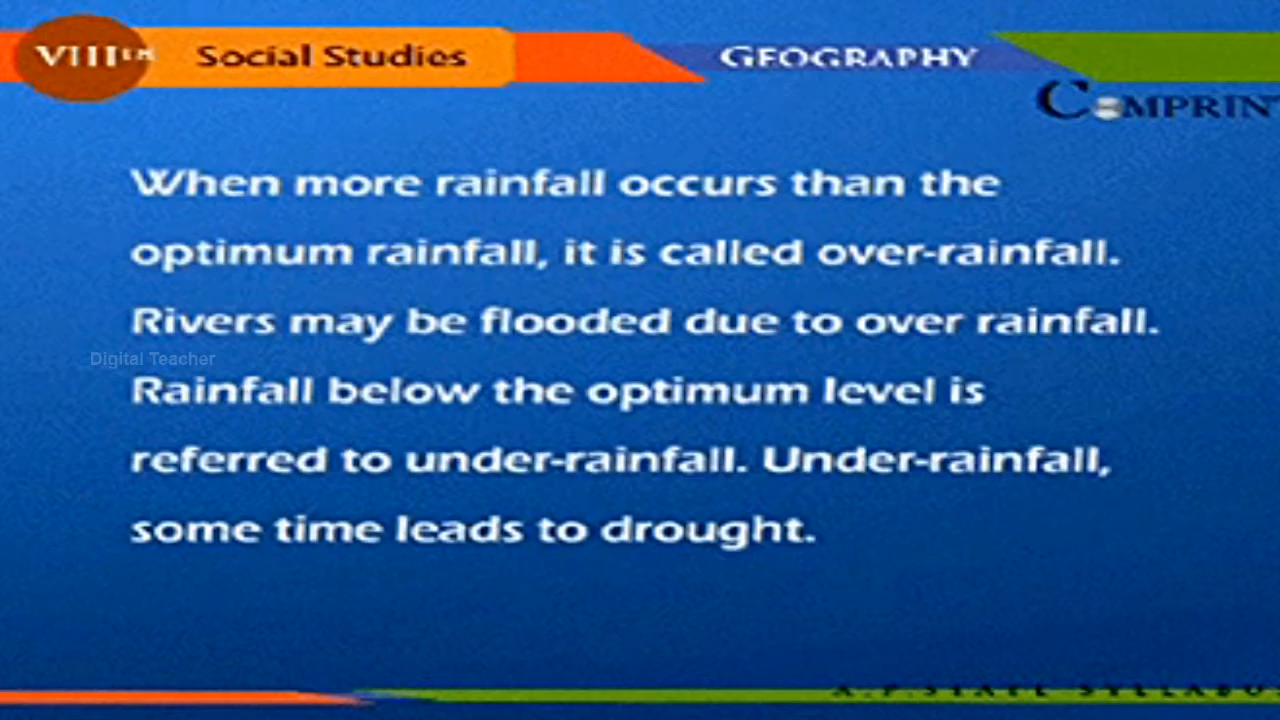 VIIITH Social Studies GEOGRAPHY
COMPRINT
When more rainfall occurs than the
optimum rainfall, it is called over-rainfall.
Rivers may be flooded due to over rainfall.
Digital Teacher
Rainfall below the optimum level is
referred to under-rainfall. Under-rainfall,
some time leads to drought.
A.P.STATE SYLLABUS